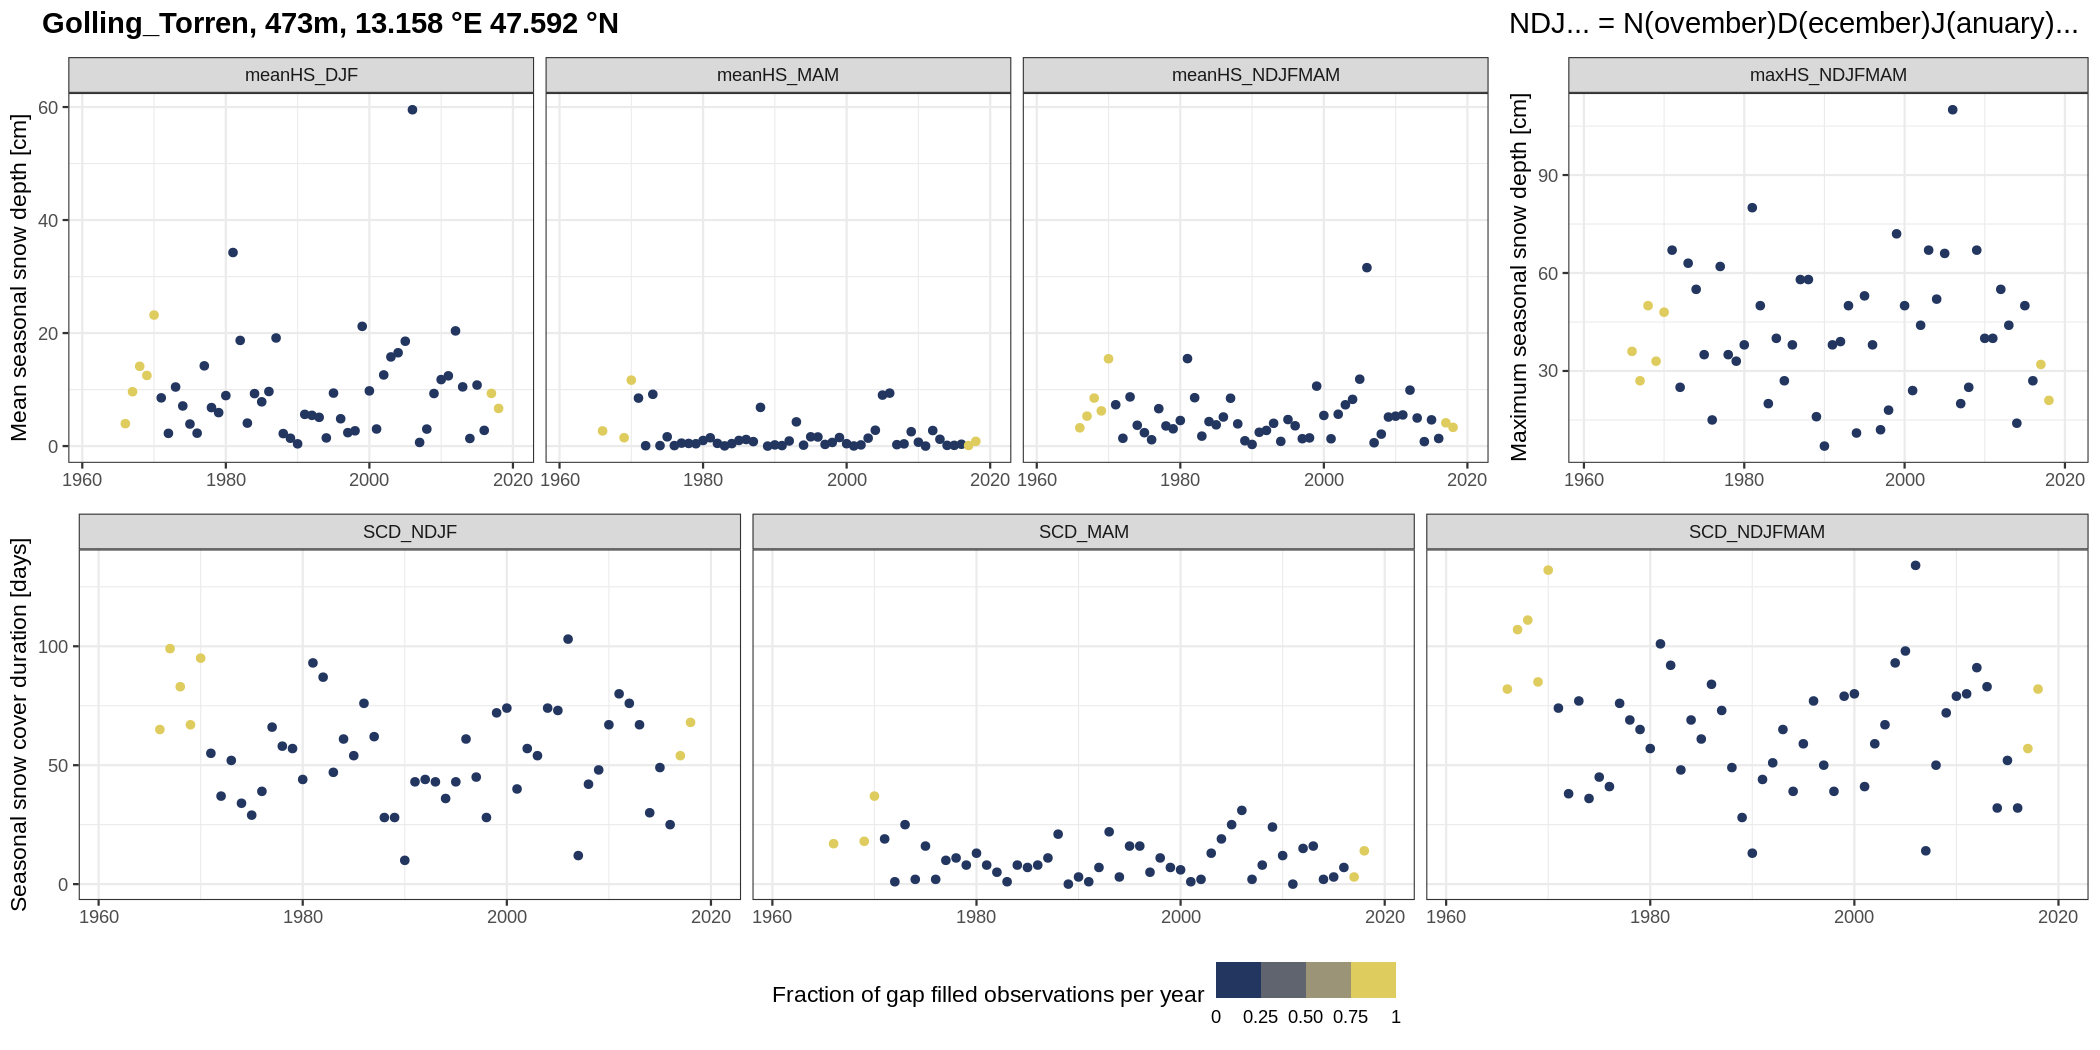 Golling_Torren, 473m, 13.158 °E 47.592 °N
NDJ... = N(ovember)D(ecember)J(anuary)...
meanHS_DJF
meanHS_MAM
meanHS_NDJFMAM
maxHS_NDJFMAM
Mean seasonal snow depth [cm]
60
40
20
0
1960 1980 2000 2020
1960 1980 2000 2020
1960 1980 2000 2020
Maximum seasonal snow depth [cm]
90
60
30
1960 1980 2000 2020
SCD_NDJF
SCD_MAM
SCD_NDJFMAM
Seasonal snow cover duration [days]
100
50
0
1960 1980 2000 2020
1960 1980 2000 2020
1960 1980 2000 2020
Fraction of gap filled observations per year
0 0.25 0.50 0.75 1